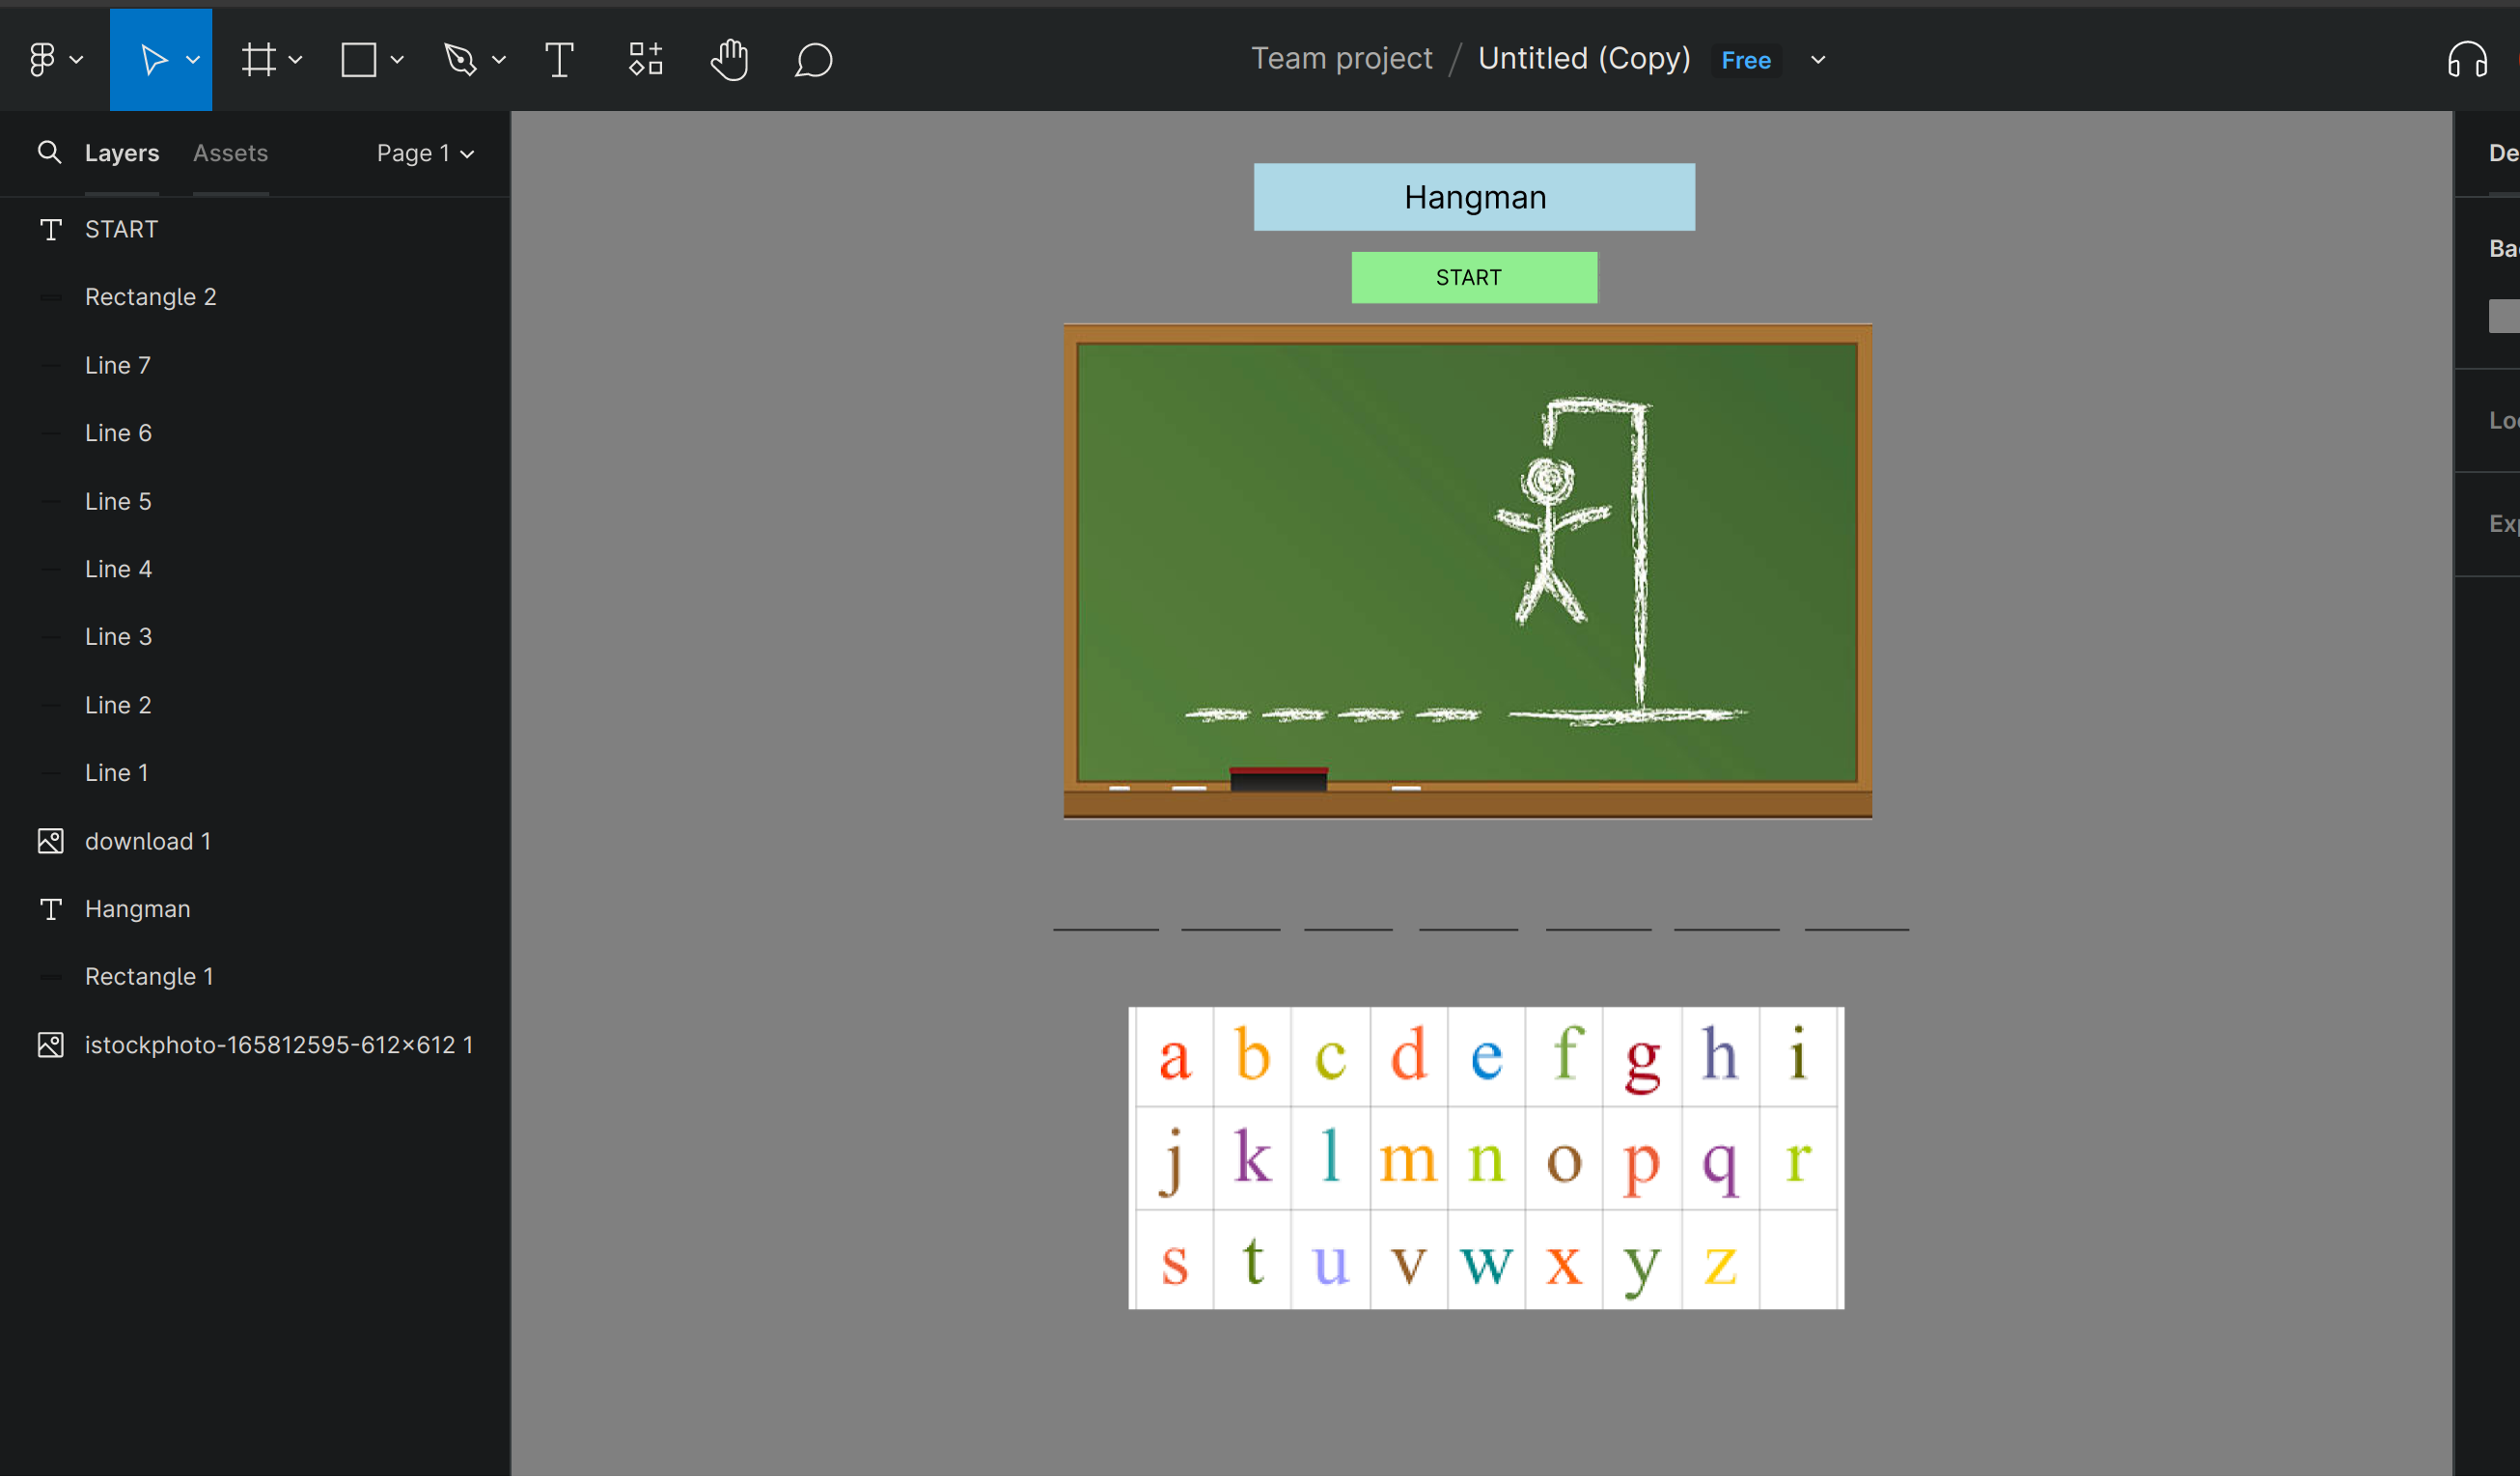 Team project / Untitled (Copy) Free
Layers Assets Page 1
START
Rectangle 2
Line 7
Line 6
Line 5
Line 4
Line 3
Line 2
Line 1
download 1
Hangman
Rectangle 1
istockphoto-165812595-612×612 1
Hangman
START
a b c d e f g h i
j k l m n o p q r
s t u v w x y z
De
Ba
Lo
Exp